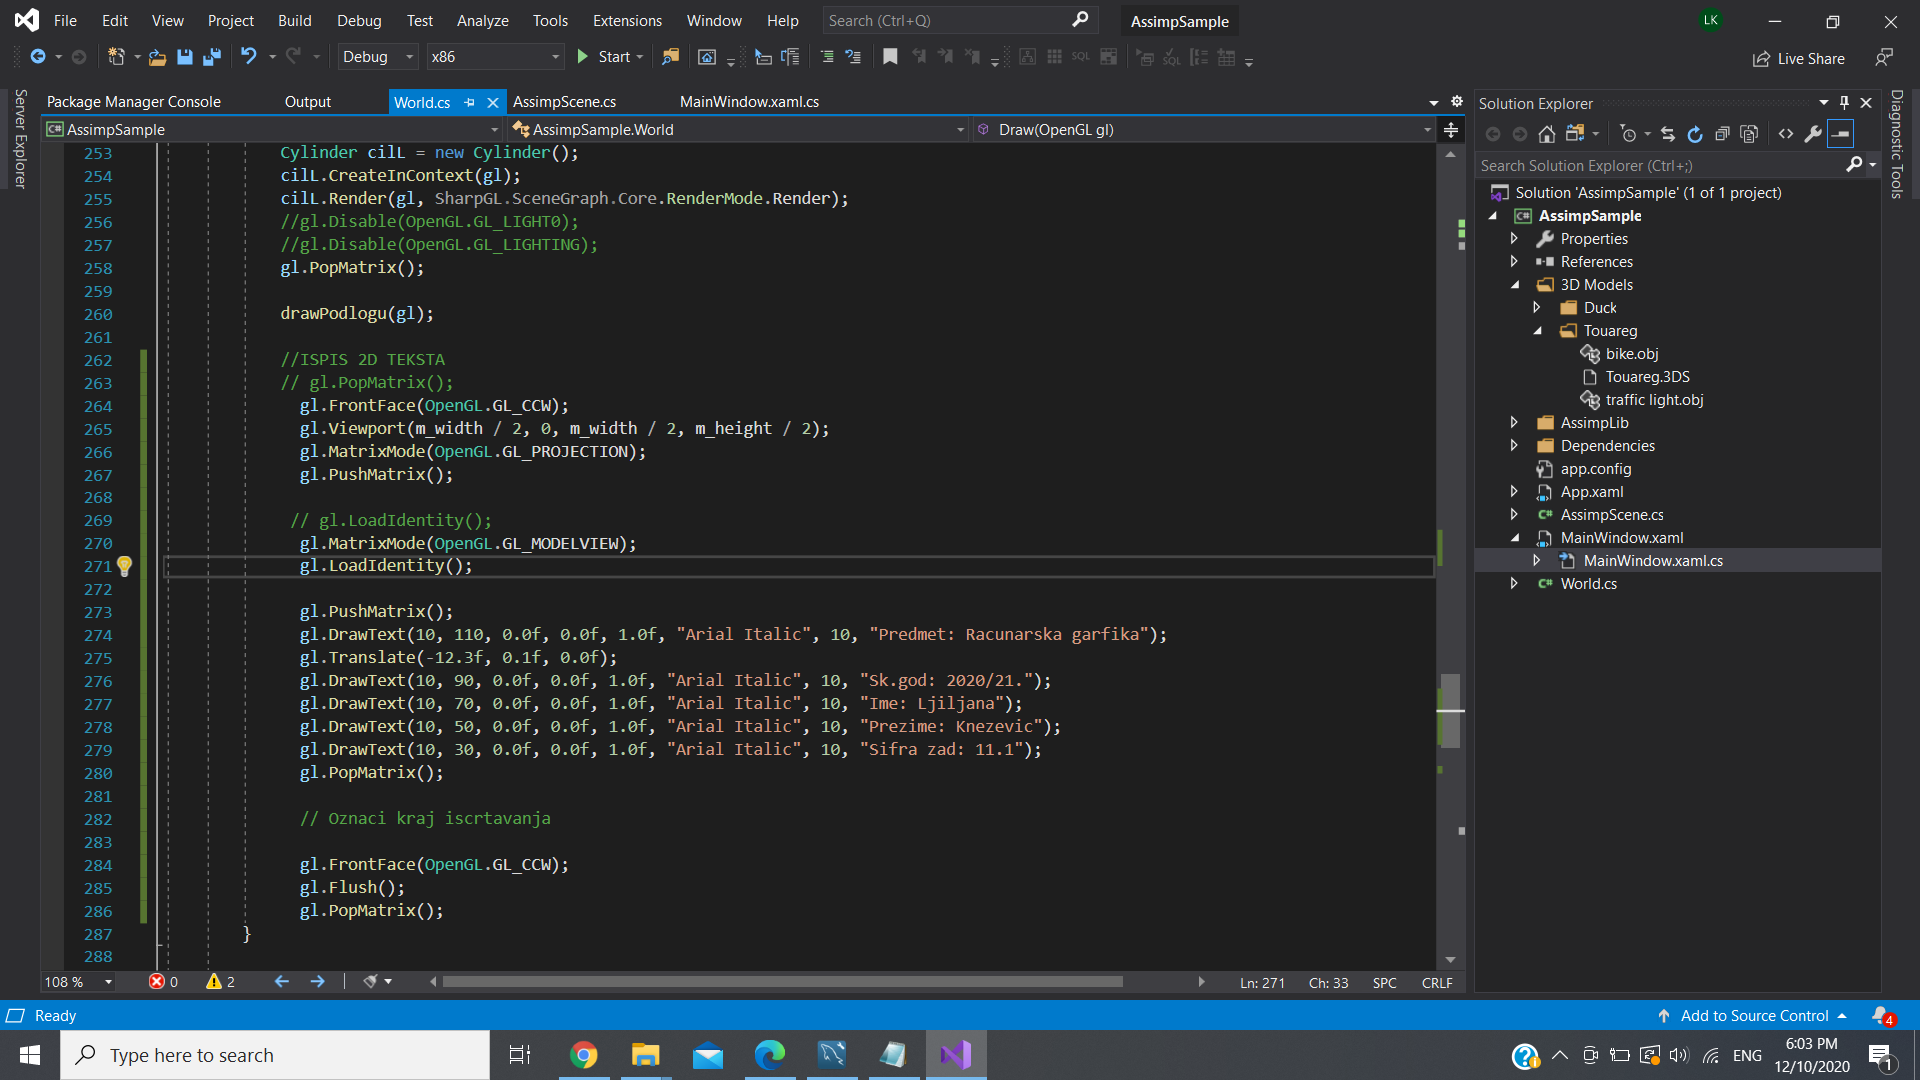 File Edit View Project Build Debug Test Analyze Tools Extensions Window Help Search (Ctrl+Q) AssimpSample LK
Debug x86 Start SQL SQL Live Share
Server Explorer
Package Manager Console Output World.cs AssimpScene.cs MainWindow.xaml.cs
C# AssimpSample AssimpSample.World Draw(OpenGL gl)
253 Cylinder cilL = new Cylinder();
254 cilL.CreateInContext(gl);
255 cilL.Render(gl, SharpGL.SceneGraph.Core.RenderMode.Render);
256 //gl.Disable(OpenGL.GL_LIGHT0);
257 //gl.Disable(OpenGL.GL_LIGHTING);
258 gl.PopMatrix();
259
260 drawPodlogu(gl);
261
262 //ISPIS 2D TEKSTA
263 // gl.PopMatrix();
264 gl.FrontFace(OpenGL.GL_CCW);
265 gl.Viewport(m_width / 2, 0, m_width / 2, m_height / 2);
266 gl.MatrixMode(OpenGL.GL_PROJECTION);
267 gl.PushMatrix();
268
269 // gl.LoadIdentity();
270 gl.MatrixMode(OpenGL.GL_MODELVIEW);
271 gl.LoadIdentity();
272
273 gl.PushMatrix();
274 gl.DrawText(10, 110, 0.0f, 0.0f, 1.0f, "Arial Italic", 10, "Predmet: Racunarska garfika");
275 gl.Translate(-12.3f, 0.1f, 0.0f);
276 gl.DrawText(10, 90, 0.0f, 0.0f, 1.0f, "Arial Italic", 10, "Sk.god: 2020/21.");
277 gl.DrawText(10, 70, 0.0f, 0.0f, 1.0f, "Arial Italic", 10, "Ime: Ljiljana");
278 gl.DrawText(10, 50, 0.0f, 0.0f, 1.0f, "Arial Italic", 10, "Prezime: Knezevic");
279 gl.DrawText(10, 30, 0.0f, 0.0f, 1.0f, "Arial Italic", 10, "Sifra zad: 11.1");
280 gl.PopMatrix();
281
282 // Oznaci kraj iscrtavanja
283
284 gl.FrontFace(OpenGL.GL_CCW);
285 gl.Flush();
286 gl.PopMatrix();
287 }
288
108 % 0 2 Ln: 271 Ch: 33 SPC CRLF
Solution Explorer
Search Solution Explorer (Ctrl+;)
Solution 'AssimpSample' (1 of 1 project)
C# AssimpSample
Properties
References
3D Models
Duck
Touareg
bike.obj
Touareg.3DS
traffic light.obj
AssimpLib
Dependencies
app.config
App.xaml
C# AssimpScene.cs
MainWindow.xaml
MainWindow.xaml.cs
C# World.cs
Diagnostic Tools
Ready Add to Source Control 4
Type here to search ENG 6:03 PM
12/10/2020 1